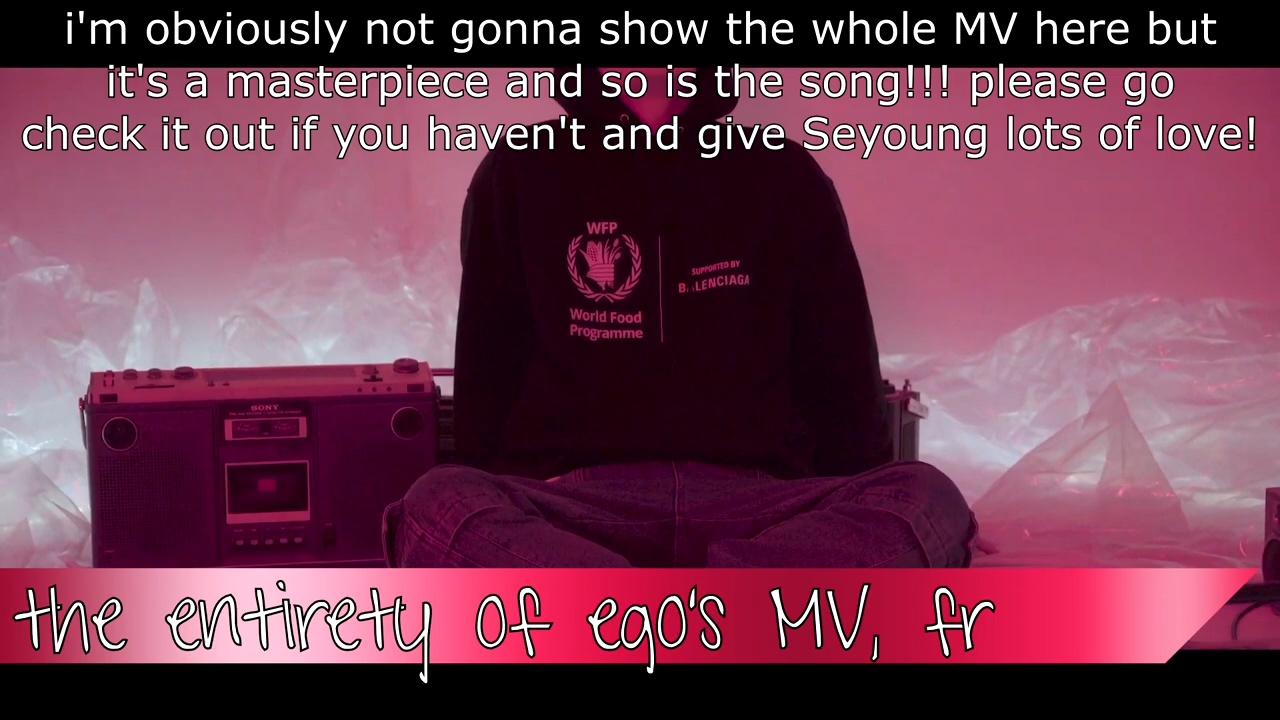 i'm obviously not gonna show the whole MV here but
it's a masterpiece and so is the song!!! please go
check it out if you haven't and give Seyoung lots of love!
WFP
World Food
Programme
SUPPORTED BY
BALENCIAGA
SONY
the entirety of ego's MV, fr